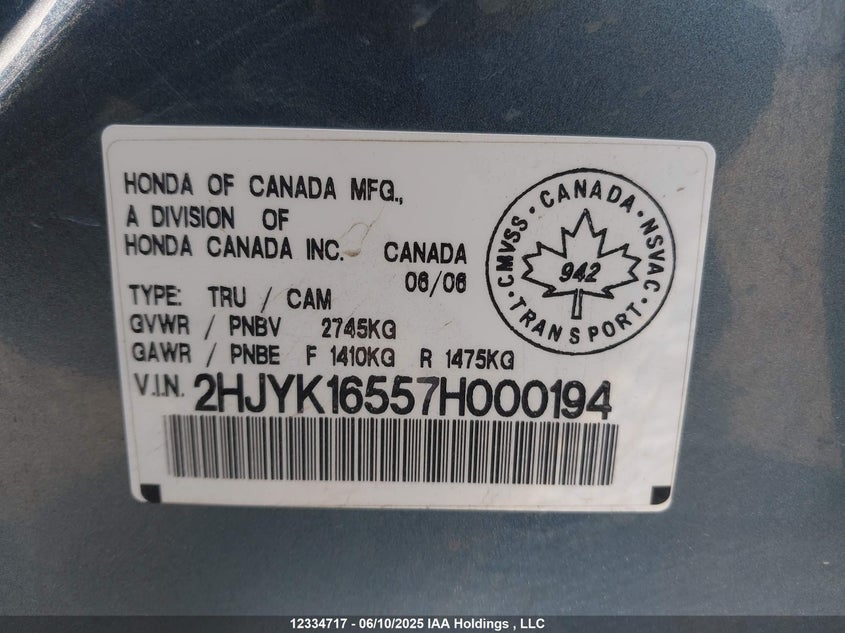 HONDA OF CANADA MFG.,
A DIVISION OF
HONDA CANADA INC. CANADA
06/06
TYPE: TRU / CAM
GVWR / PNBV 2745KG
GAWR / PNBE F 1410KG R 1475KG
V.I.N. 2HJYK16557H000194
CMVSS · CANADA · NSVAC
942
· TRANSPORT ·
12334717 - 06/10/2025 IAA Holdings , LLC